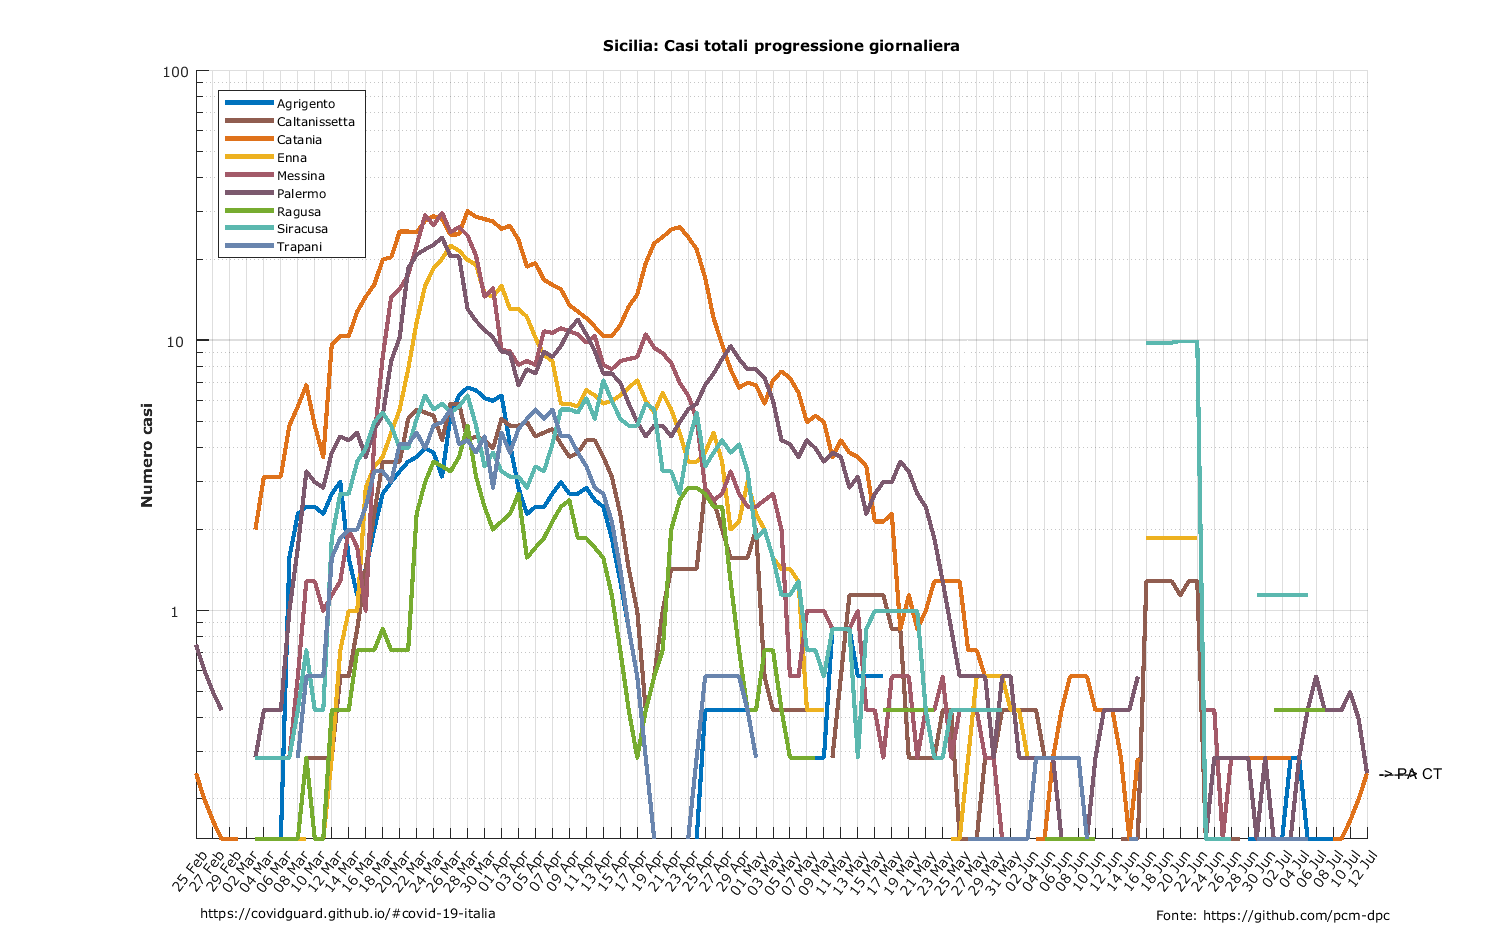 Sicilia: Casi totali progressione giornaliera
100
10
1
Numero casi
Agrigento
Caltanissetta
Catania
Enna
Messina
Palermo
Ragusa
Siracusa
Trapani
-> PA CT
25 Feb
27 Feb
29 Feb
02 Mar
04 Mar
06 Mar
08 Mar
10 Mar
12 Mar
14 Mar
16 Mar
18 Mar
20 Mar
22 Mar
24 Mar
26 Mar
28 Mar
30 Mar
01 Apr
03 Apr
05 Apr
07 Apr
09 Apr
11 Apr
13 Apr
15 Apr
17 Apr
19 Apr
21 Apr
23 Apr
25 Apr
27 Apr
29 Apr
01 May
03 May
05 May
07 May
09 May
11 May
13 May
15 May
17 May
19 May
21 May
23 May
25 May
27 May
29 May
31 May
02 Jun
04 Jun
06 Jun
08 Jun
10 Jun
12 Jun
14 Jun
16 Jun
18 Jun
20 Jun
22 Jun
24 Jun
26 Jun
28 Jun
30 Jun
02 Jul
04 Jul
06 Jul
08 Jul
10 Jul
12 Jul
https://covidguard.github.io/#covid-19-italia
Fonte: https://github.com/pcm-dpc